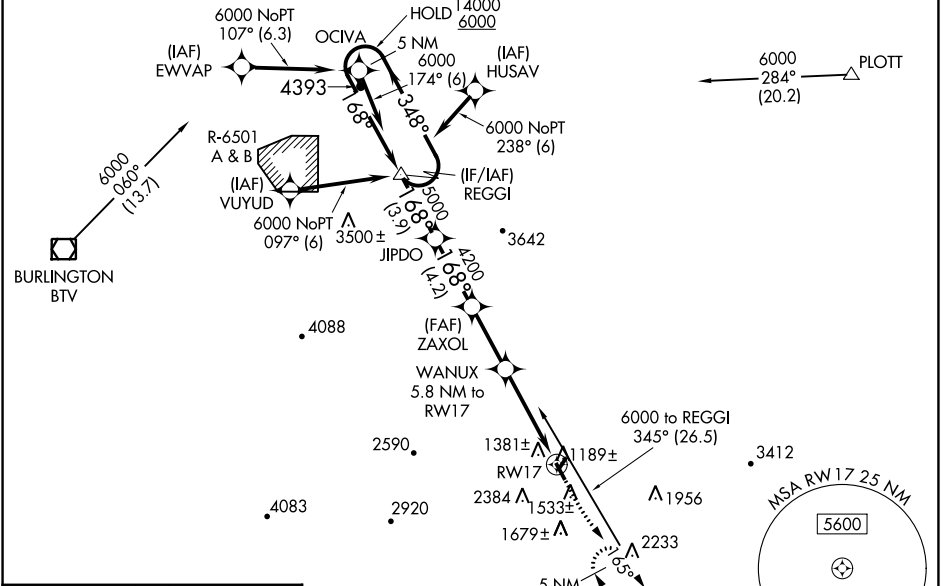 6000 NoPT
107° (6.3)
HOLD 14000
6000
OCIVA
5 NM
(IAF)
EWVAP
6000
174° (6)
(IAF)
HUSAV
6000
284°
(20.2)
PLOTT
4393
168°
348°
6000 NoPT
238° (6)
R-6501
A & B
6000
060°
(13.7)
(IAF)
VUYUD
(IF/IAF)
REGGI
6000 NoPT
097° (6)
3500±
5000
168°
(3.9)
3642
JIPDO
BURLINGTON
BTV
4200
168°
(4.2)
4088
(FAF)
ZAXOL
WANUX
5.8 NM to
RW17
6000 to REGGI
345° (26.5)
2590
1381±
1189±
3412
RW17
MSA RW17 25 NM
2384
1533±
1956
4083
2920
5600
1679±
2233
165°
5 NM